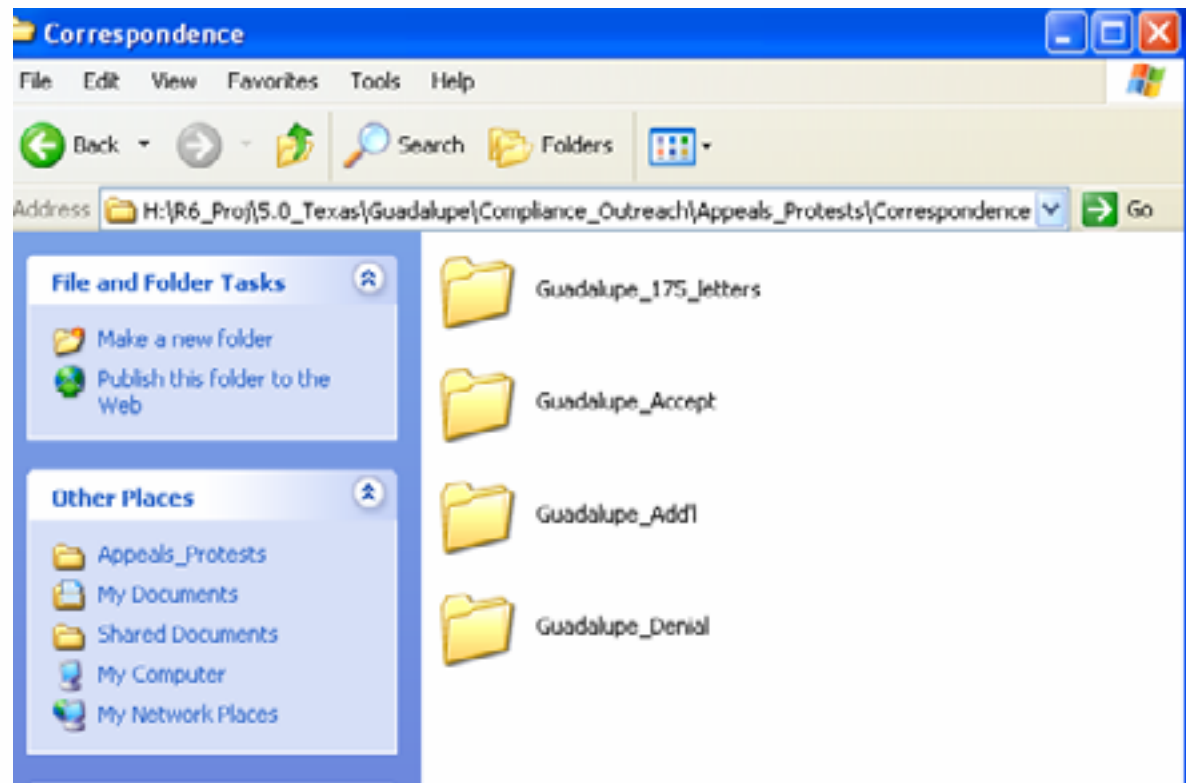 Correspondence
File Edit View Favorites Tools Help
Back Search Folders
Address H:\R6_Proj\5.0_Texas\Guadalupe\Compliance_Outreach\Appeals_Protests\Correspondence Go
File and Folder Tasks
Make a new folder
Publish this folder to the
Web
Other Places
Appeals_Protests
My Documents
Shared Documents
My Computer
My Network Places
Guadalupe_175_letters
Guadalupe_Accept
Guadalupe_Add'l
Guadalupe_Denial